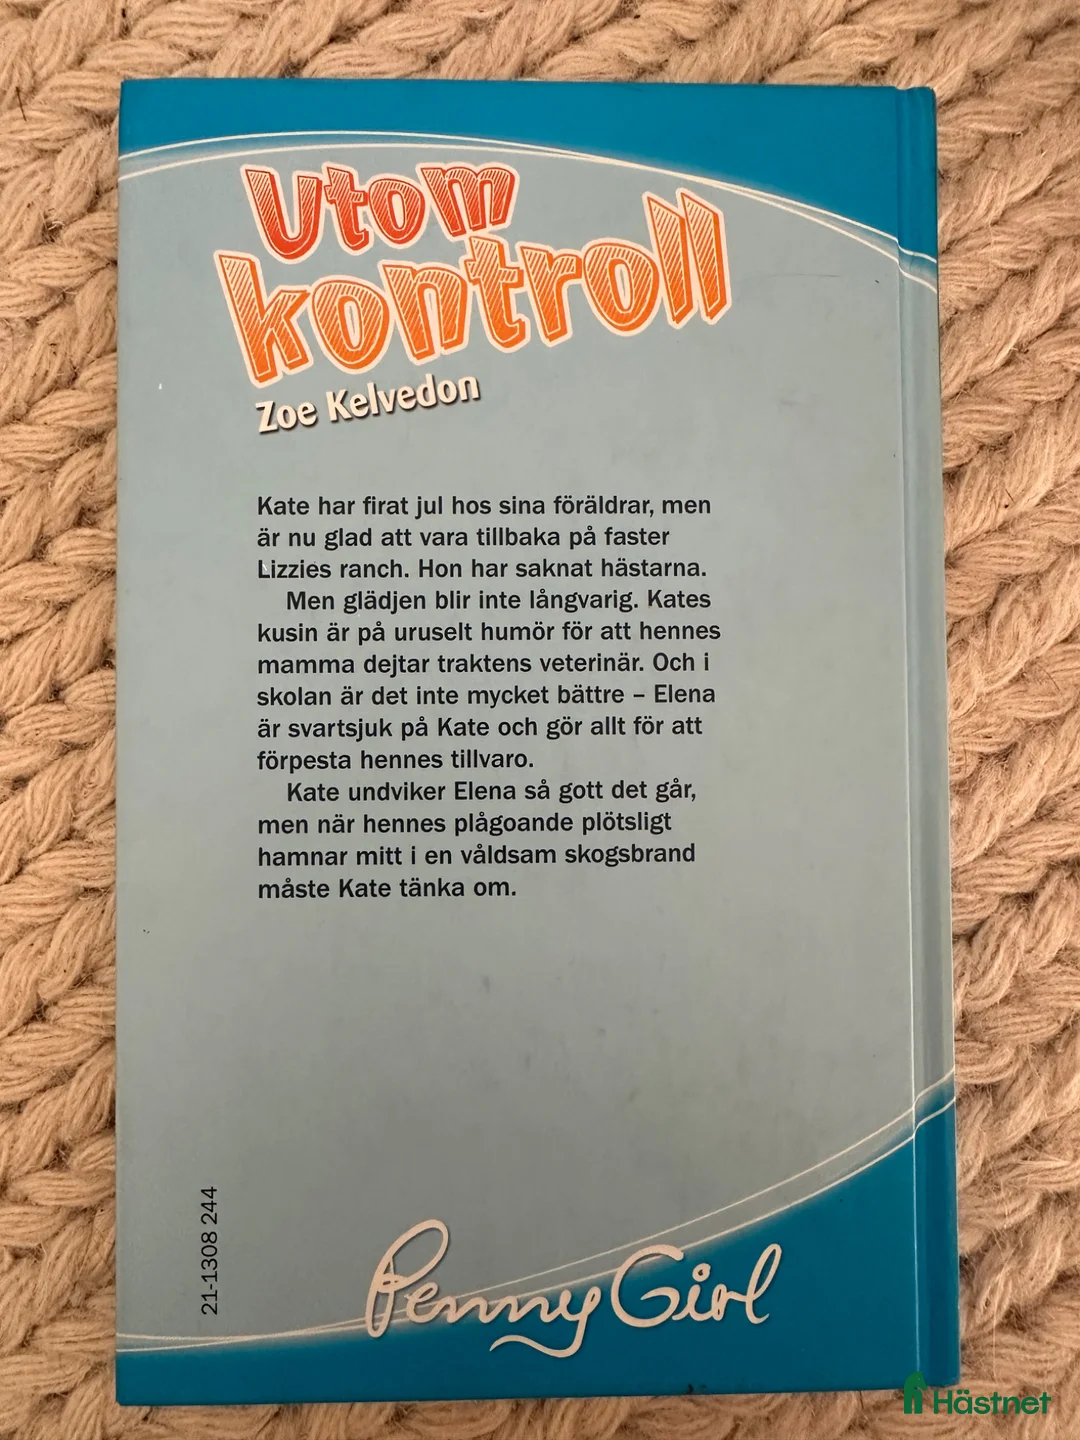 Utom
kontroll
Zoe Kelvedon
Kate har firat jul hos sina föräldrar, men
är nu glad att vara tillbaka på faster
Lizzies ranch. Hon har saknat hästarna.
Men glädjen blir inte långvarig. Kates
kusin är på uruselt humör för att hennes
mamma dejtar traktens veterinär. Och i
skolan är det inte mycket bättre – Elena
är svartsjuk på Kate och gör allt för att
förpesta hennes tillvaro.
Kate undviker Elena så gott det går,
men när hennes plågoande plötsligt
hamnar mitt i en våldsam skogsbrand
måste Kate tänka om.
21-1308 244
Penny Girl
Hästnet